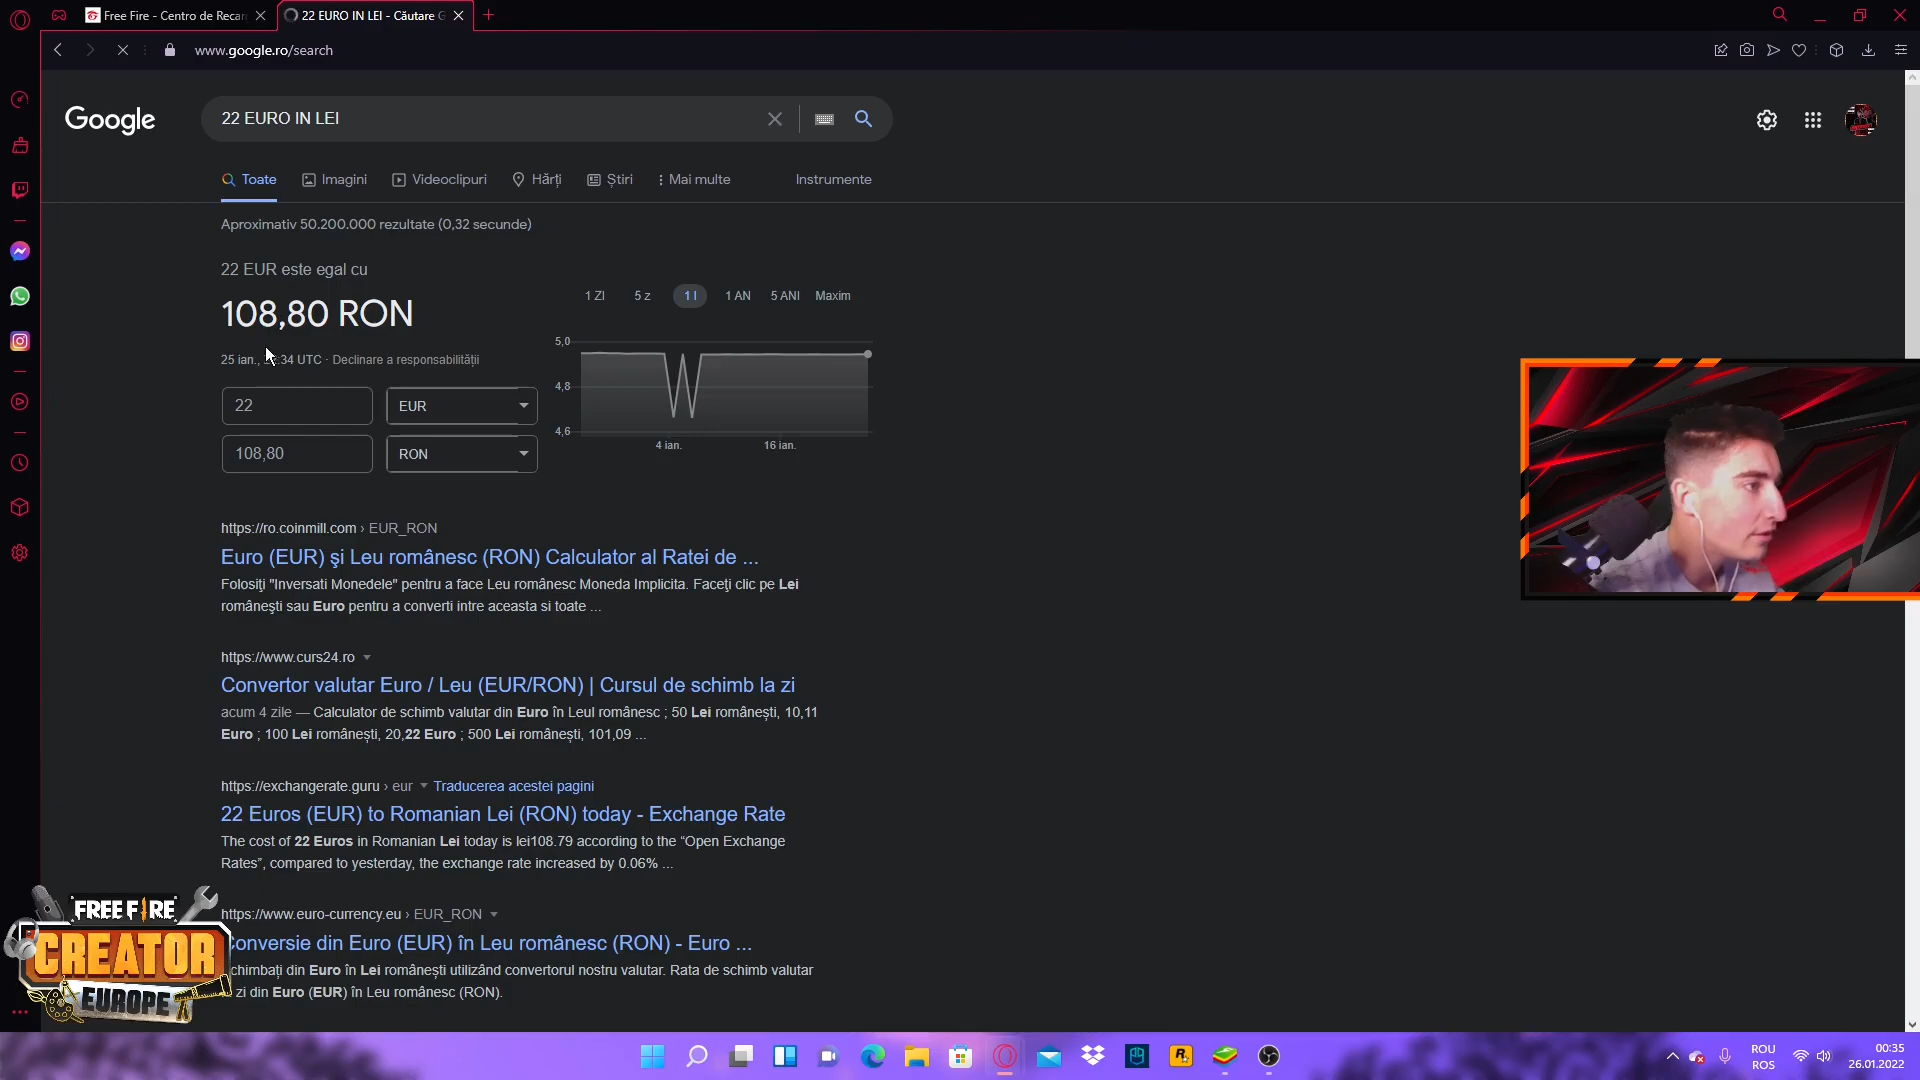 Free Fire - Centro de Recar
22 EURO IN LEI - Căutare G
www.google.ro/search
Google
22 EURO IN LEI
Toate
Imagini
Videoclipuri
Hărți
Știri
Mai multe
Instrumente
Aproximativ 50.200.000 rezultate (0,32 secunde)
22 EUR este egal cu
108,80 RON
25 ian., :34 UTC · Declinare a responsabilității
22
EUR
108,80
RON
1 ZI
5 z
1 l
1 AN
5 ANI
Maxim
5,0
4,8
4,6
4 ian.
16 ian.
https://ro.coinmill.com › EUR_RON
Euro (EUR) şi Leu românesc (RON) Calculator al Ratei de ...
Folosiţi "Inversati Monedele" pentru a face Leu românesc Moneda Implicita. Faceţi clic pe Lei
româneşti sau Euro pentru a converti intre aceasta si toate ...
https://www.curs24.ro
Convertor valutar Euro / Leu (EUR/RON) | Cursul de schimb la zi
acum 4 zile — Calculator de schimb valutar din Euro în Leul românesc ; 50 Lei românești, 10,11
Euro ; 100 Lei românești, 20,22 Euro ; 500 Lei românești, 101,09 ...
https://exchangerate.guru › eur
Traducerea acestei pagini
22 Euros (EUR) to Romanian Lei (RON) today - Exchange Rate
The cost of 22 Euros in Romanian Lei today is lei108.79 according to the “Open Exchange
Rates”, compared to yesterday, the exchange rate increased by 0.06% ...
https://www.euro-currency.eu › EUR_RON
Conversie din Euro (EUR) în Leu românesc (RON) - Euro ...
chimbați din Euro în Lei românești utilizând convertorul nostru valutar. Rata de schimb valutar
zi din Euro (EUR) în Leu românesc (RON).
FREE FIRE
CREATOR
EUROPE
ROU
ROS
00:35
26.01.2022